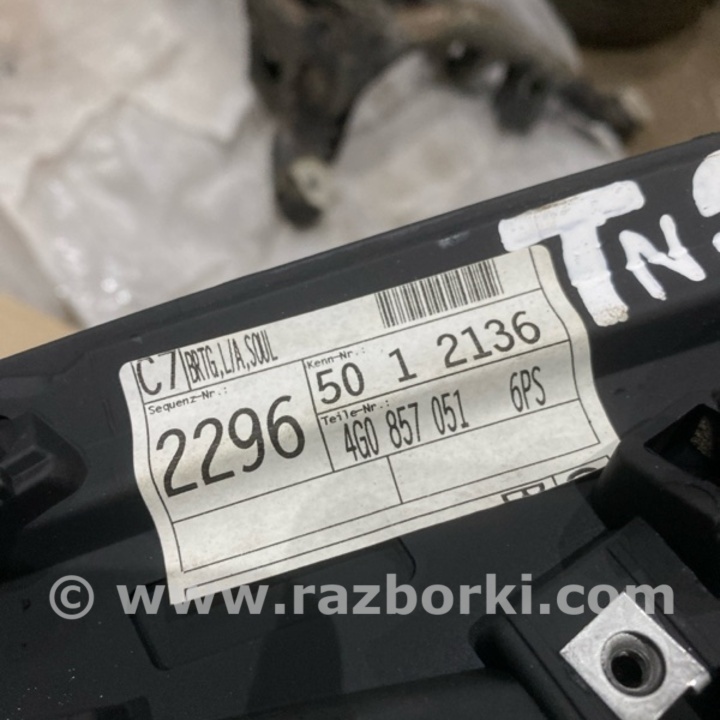 TN
C7 BRTG,L/A,SOUL
Sequenz-Nr.: Kenn-Nr.:
2296 50 1 2136
Teile-Nr.:
4G0 857 051 6PS
© www.razborki.com